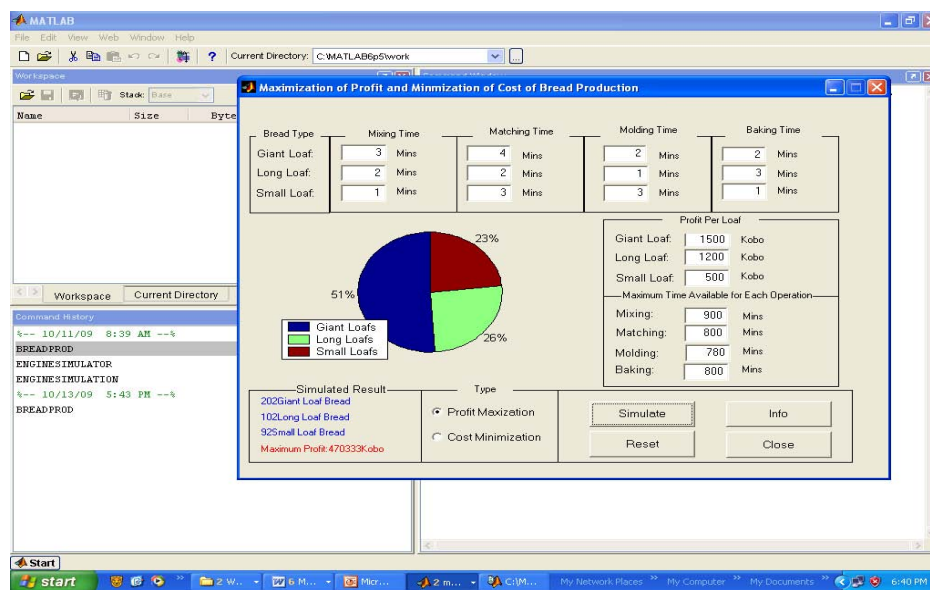 MATLAB
File Edit View Web Window Help
? Current Directory: C:\MATLAB6p5\work ...
Workspace
Stack: Base
Name Size Byte
Workspace Current Directory
Command History
%-- 10/11/09 8:39 AM --%
BREADPROD
ENGINESIMULATOR
ENGINESIMULATION
%-- 10/13/09 5:43 PM --%
BREADPROD
Maximization of Profit and Minmization of Cost of Bread Production
Bread Type Mixing Time Matching Time Molding Time Baking Time
Giant Loaf: 3 Mins 4 Mins 2 Mins 2 Mins
Long Loaf: 2 Mins 2 Mins 1 Mins 3 Mins
Small Loaf: 1 Mins 3 Mins 3 Mins 1 Mins
23%
51%
26%
Giant Loafs
Long Loafs
Small Loafs
Profit Per Loaf
Giant Loaf: 1500 Kobo
Long Loaf: 1200 Kobo
Small Loaf: 500 Kobo
Maximum Time Available for Each Operation
Mixing: 900 Mins
Matching: 800 Mins
Molding: 780 Mins
Baking: 800 Mins
Simulated Result
202Giant Loaf Bread
102Long Loaf Bread
92Small Loaf Bread
Maximum Profit:470333Kobo
Type
Profit Maxization
Cost Minimization
Simulate Info
Reset Close
Start
start 2 W... 6 M... Micr... 2 m... C:\M... My Network Places My Computer My Documents 6:40 PM